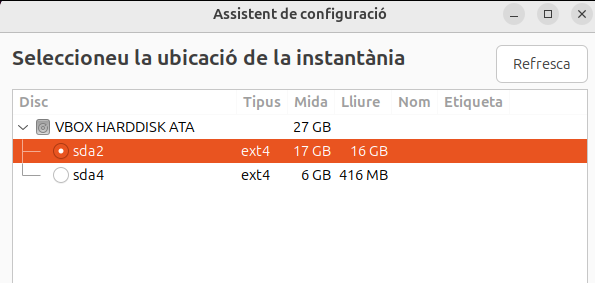 Assistent de configuració
Seleccioneu la ubicació de la instantània
Refresca
Disc Tipus Mida Lliure Nom Etiqueta
VBOX HARDDISK ATA 27 GB
sda2 ext4 17 GB 16 GB
sda4 ext4 6 GB 416 MB